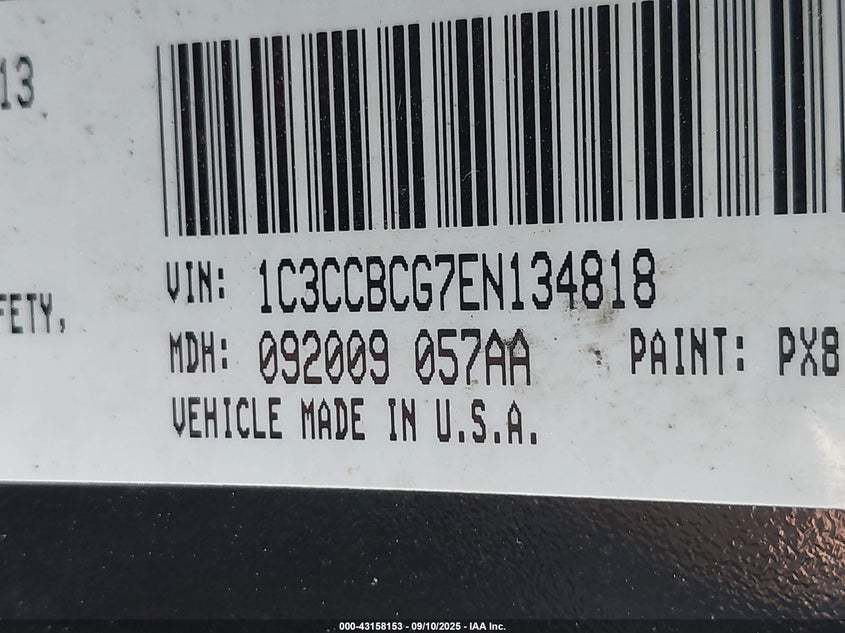 13
FETY,
VIN: 1C3CCBCG7EN134818
MDH: 092009 057AA PAINT: PX8
VEHICLE MADE IN U.S.A.
000-43158153 - 09/10/2025 - IAA Inc.